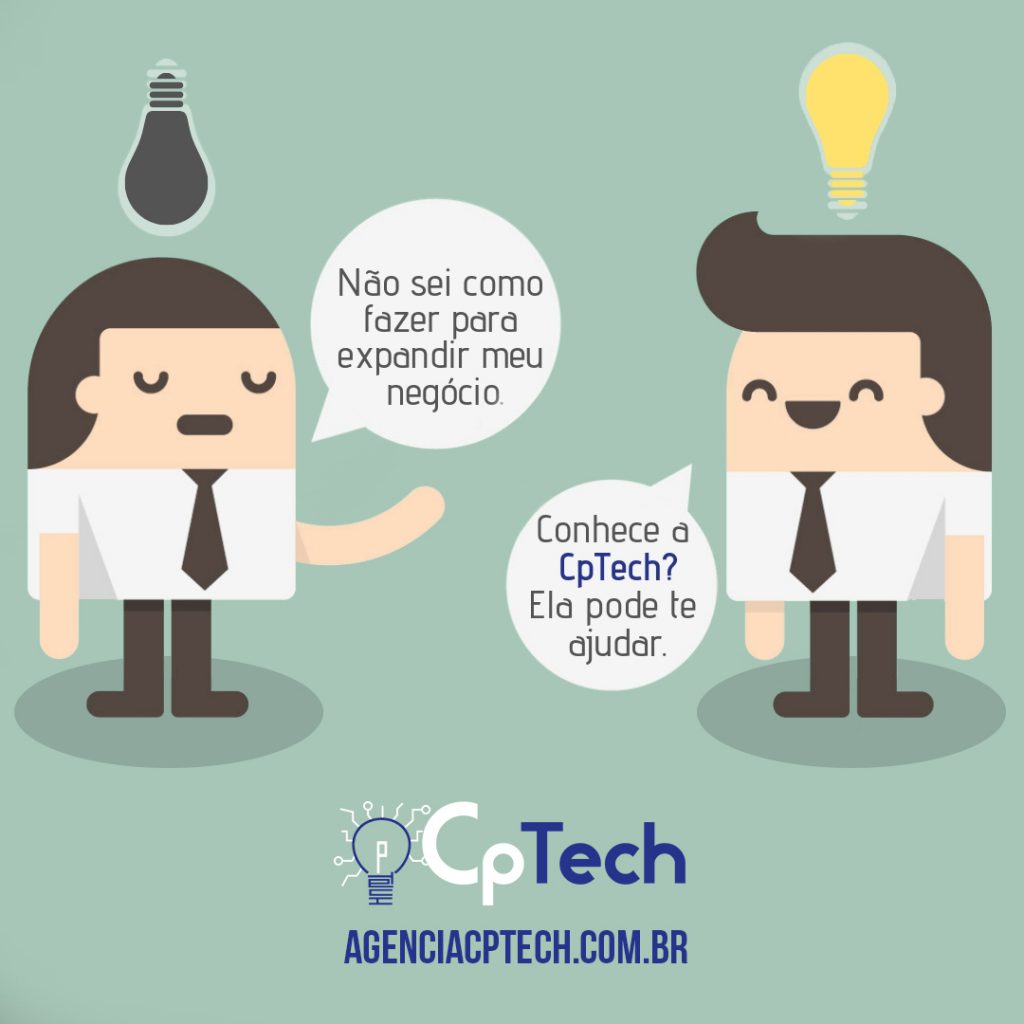 Não sei como
fazer para
expandir meu
negócio.
Conhece a
CpTech?
Ela pode te
ajudar.
CpTech
AGENCIACPTECH.COM.BR